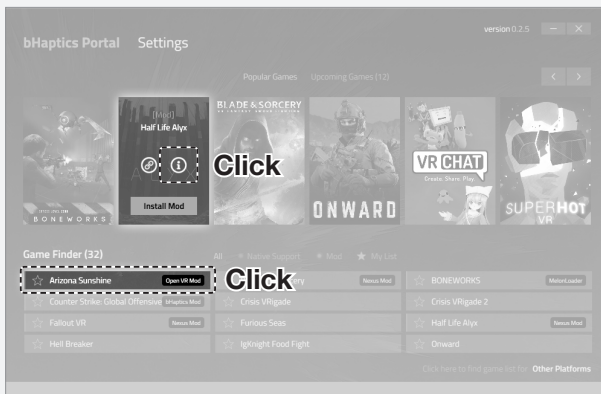 version 0.2.5
bHaptics Portal Settings
Popular Games Upcoming Games (12)
BONEWORKS
[Mod]
Half Life Alyx
Install Mod
Click
BLADE & SORCERY
ONWARD
VRCHAT
Create. Share. Play.
SUPERHOT
VR
Game Finder (32)
All Native Support Mod My List
Arizona Sunshine Open VR Mod
Click
Nexus Mod
BONEWORKS MelonLoader
Counter Strike: Global Offensive bHaptics Mod
Crisis VRigade
Crisis VRigade 2
Fallout VR Nexus Mod
Furious Seas
Half Life Alyx Nexus Mod
Hell Breaker
IgKnight Food Fight
Onward
Click here to find game list for Other Platforms